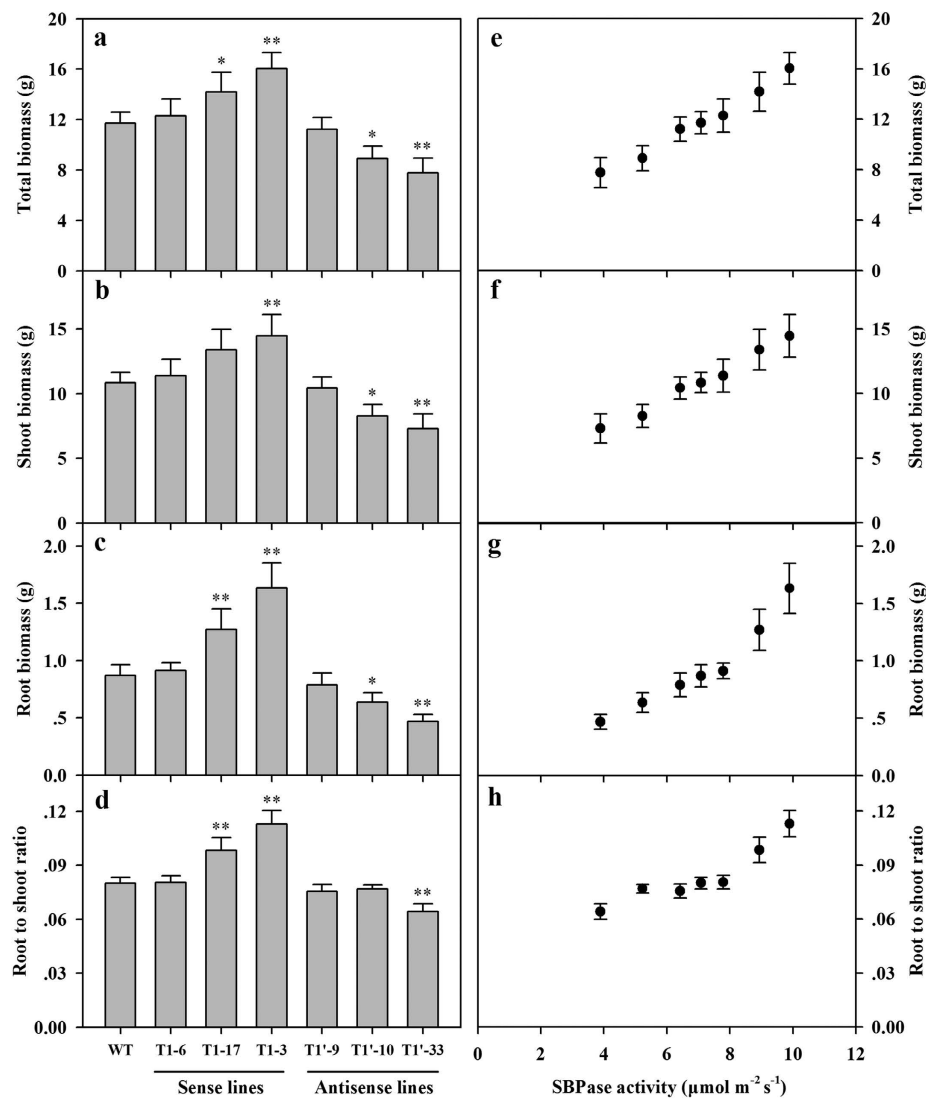 a
Total biomass (g)
20
16
12
8
4
0
*
**
*
**
e
Total biomass (g)
20
16
12
8
4
0
b
Shoot biomass (g)
15
10
5
0
**
*
**
f
Shoot biomass (g)
15
10
5
0
c
Root biomass (g)
2.0
1.5
1.0
.5
0.0
**
**
*
**
g
Root biomass (g)
2.0
1.5
1.0
.5
0.0
d
Root to shoot ratio
.12
.09
.06
.03
0.00
**
**
**
h
Root to shoot ratio
.12
.09
.06
.03
0.00
WT T1-6 T1-17 T1-3 T1'-9 T1'-10 T1'-33
Sense lines Antisense lines
0 2 4 6 8 10 12
SBPase activity (µmol m⁻² s⁻¹)